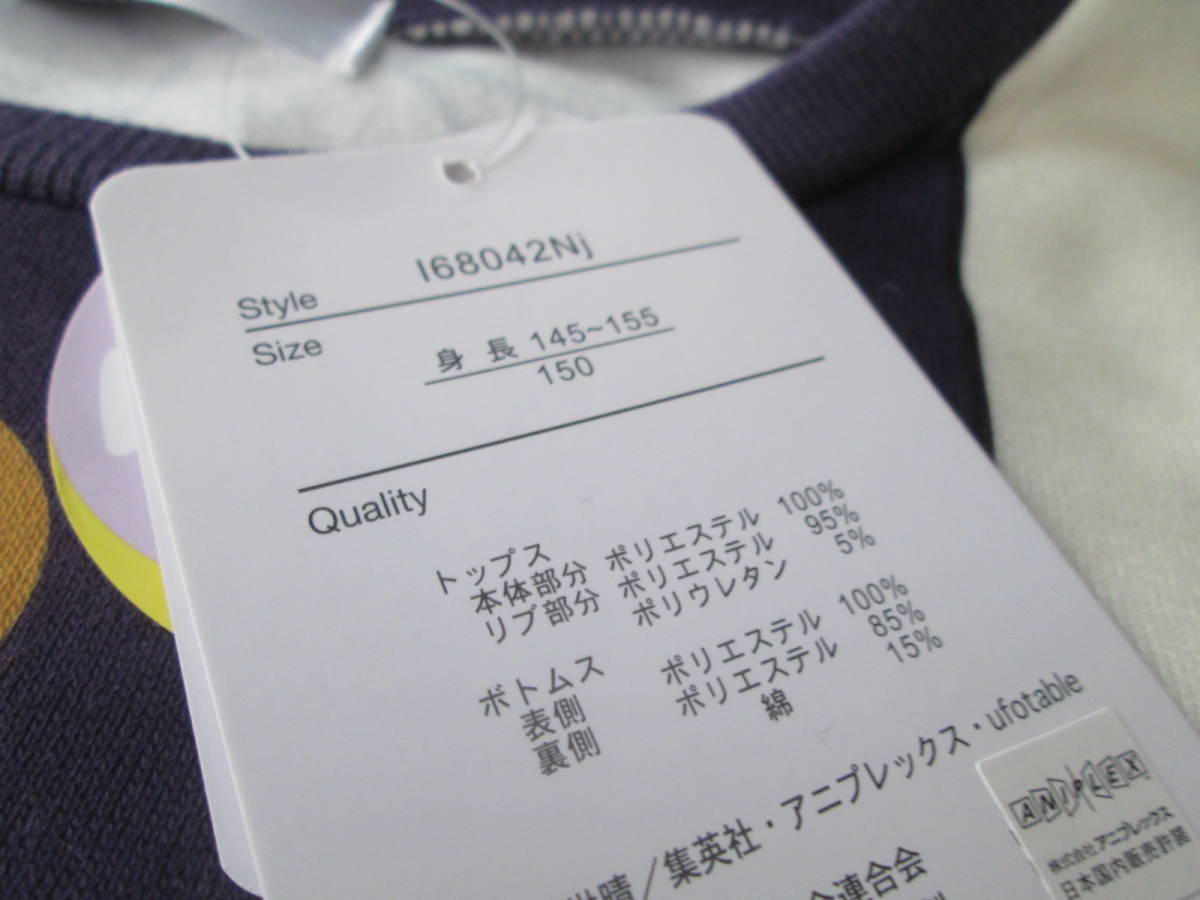 Style I68042Nj
Size 身長 145~155
150
Quality
トップス
本体部分 ポリエステル 100%
リブ部分 ポリエステル 95%
ポリウレタン 5%
ボトムス
表側 ポリエステル 100%
裏側 ポリエステル 85%
綿 15%
世晴/集英社・アニプレックス・ufotable
連合会
ANIPLEX
株式会社アニプレックス
日本国内販売許諾